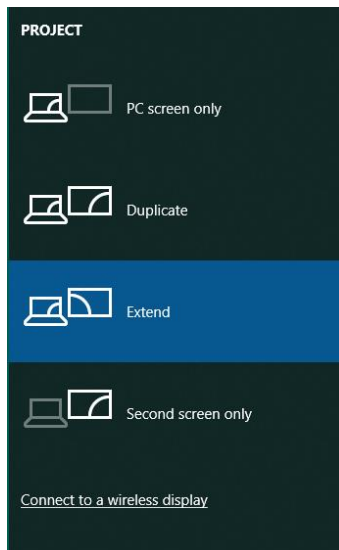 PROJECT
PC screen only
Duplicate
Extend
Second screen only
Connect to a wireless display